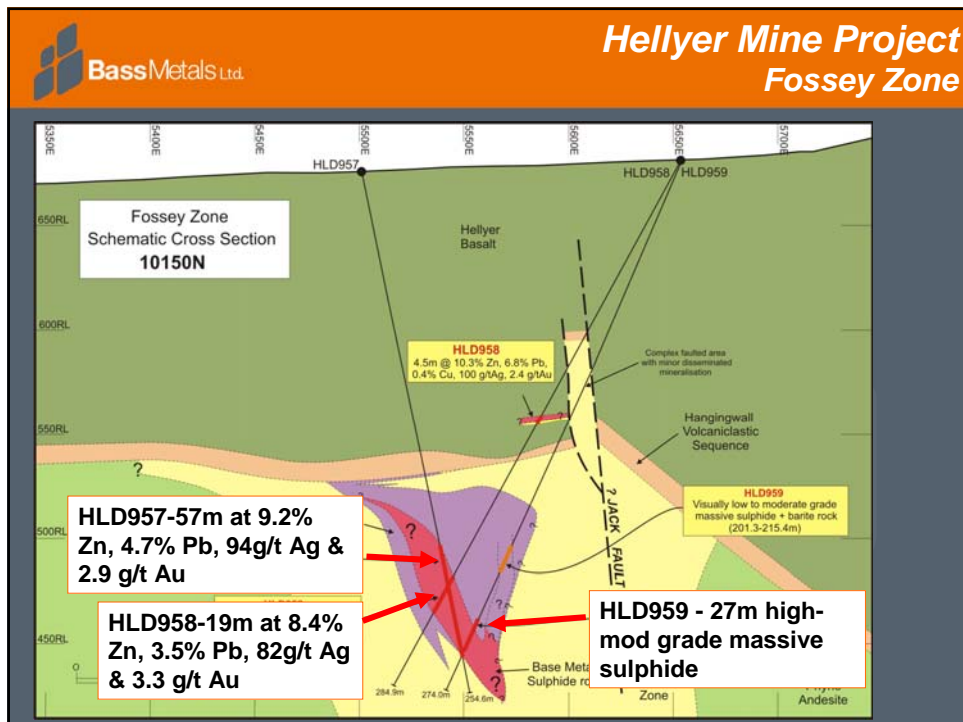 BassMetals Ltd.
Hellyer Mine Project
Fossey Zone
5350E
5400E
5450E
5500E
5550E
5600E
5650E
5700E
HLD957
HLD958
HLD959
650RL
600RL
550RL
500RL
450RL
Fossey Zone
Schematic Cross Section
10150N
Hellyer
Basalt
HLD958
4.5m @ 10.3% Zn, 6.8% Pb,
0.4% Cu, 100 g/tAg, 2.4 g/tAu
Complex faulted area
with minor disseminated
mineralisation
?
?
Hangingwall
Volcaniclastic
Sequence
?
HLD959
Visually low to moderate grade
massive sulphide + barite rock
(201.3-215.4m)
? JACK FAULT
HLD957-57m at 9.2%
Zn, 4.7% Pb, 94g/t Ag &
2.9 g/t Au
?
?
?
?
?
HLD958-19m at 8.4%
Zn, 3.5% Pb, 82g/t Ag
& 3.3 g/t Au
HLD959 - 27m high-
mod grade massive
sulphide
?
Base Meta
Sulphide ro
0
284.9m
274.0m
254.6m
Zone
Andesite